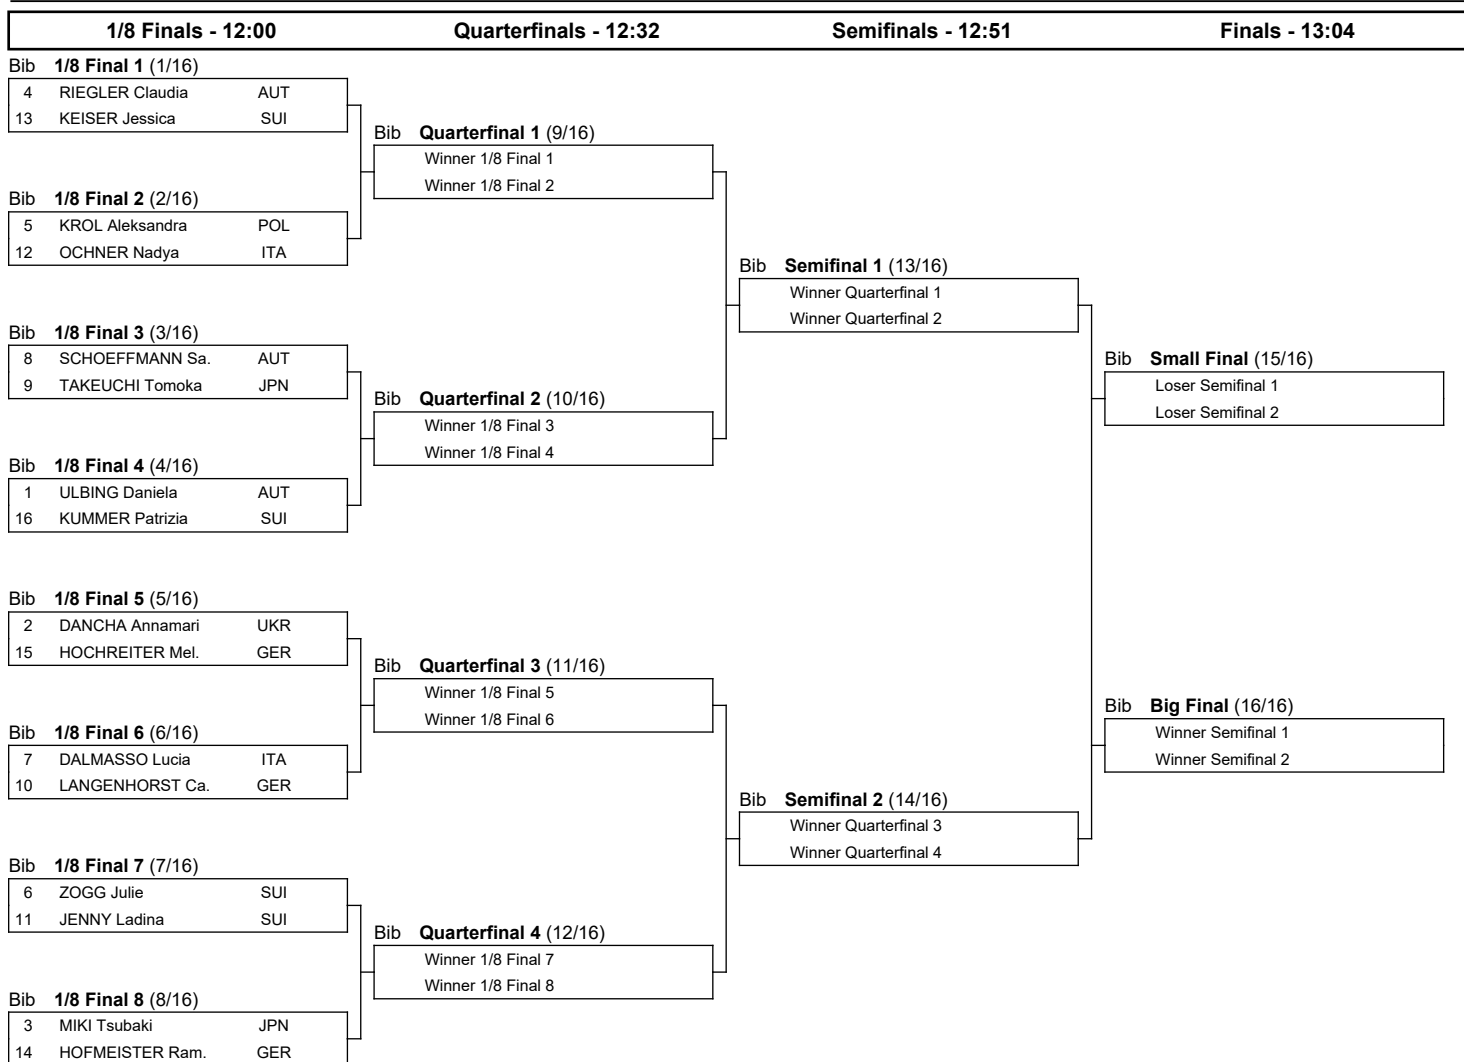 1/8 Finals - 12:00 Quarterfinals - 12:32 Semifinals - 12:51 Finals - 13:04
Bib 1/8 Final 1 (1/16)
4 RIEGLER Claudia AUT
13 KEISER Jessica SUI
Bib Quarterfinal 1 (9/16)
Winner 1/8 Final 1
Winner 1/8 Final 2
Bib 1/8 Final 2 (2/16)
5 KROL Aleksandra POL
12 OCHNER Nadya ITA
Bib Semifinal 1 (13/16)
Winner Quarterfinal 1
Winner Quarterfinal 2
Bib 1/8 Final 3 (3/16)
8 SCHOEFFMANN Sa. AUT
9 TAKEUCHI Tomoka JPN
Bib Small Final (15/16)
Loser Semifinal 1
Loser Semifinal 2
Bib Quarterfinal 2 (10/16)
Winner 1/8 Final 3
Winner 1/8 Final 4
Bib 1/8 Final 4 (4/16)
1 ULBING Daniela AUT
16 KUMMER Patrizia SUI
Bib 1/8 Final 5 (5/16)
2 DANCHA Annamari UKR
15 HOCHREITER Mel. GER
Bib Quarterfinal 3 (11/16)
Winner 1/8 Final 5
Winner 1/8 Final 6
Bib Big Final (16/16)
Winner Semifinal 1
Winner Semifinal 2
Bib 1/8 Final 6 (6/16)
7 DALMASSO Lucia ITA
10 LANGENHORST Ca. GER
Bib Semifinal 2 (14/16)
Winner Quarterfinal 3
Winner Quarterfinal 4
Bib 1/8 Final 7 (7/16)
6 ZOGG Julie SUI
11 JENNY Ladina SUI
Bib Quarterfinal 4 (12/16)
Winner 1/8 Final 7
Winner 1/8 Final 8
Bib 1/8 Final 8 (8/16)
3 MIKI Tsubaki JPN
14 HOFMEISTER Ram. GER